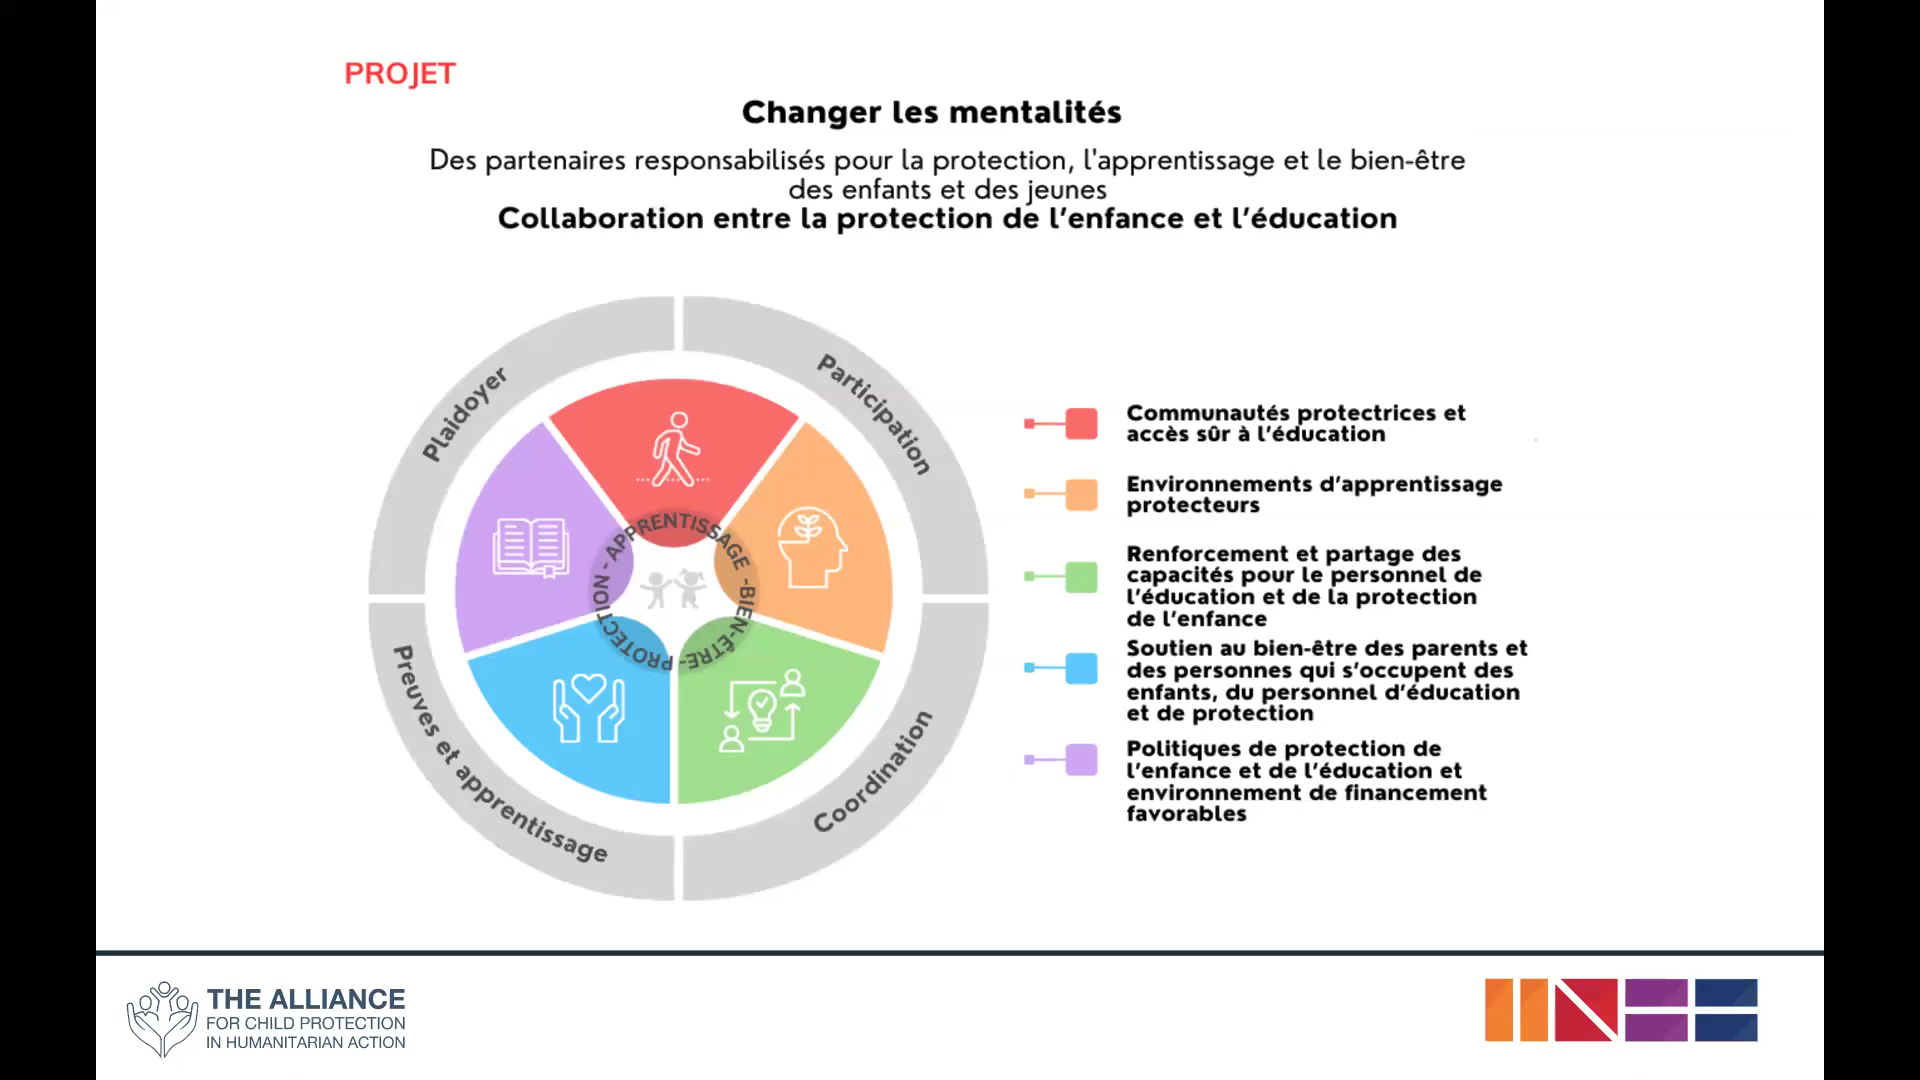 PROJET
Changer les mentalités
Des partenaires responsabilisés pour la protection, l'apprentissage et le bien-être
des enfants et des jeunes
Collaboration entre la protection de l’enfance et l’éducation
Plaidoyer
Participation
Preuves et apprentissage
Coordination
APPRENTISSAGE -BIEN-ÊTRE- PROTECTION -
Communautés protectrices et
accès sûr à l’éducation
Environnements d’apprentissage
protecteurs
Renforcement et partage des
capacités pour le personnel de
l’éducation et de la protection
de l’enfance
Soutien au bien-être des parents et
des personnes qui s’occupent des
enfants, du personnel d’éducation
et de protection
Politiques de protection de
l’enfance et de l’éducation et
environnement de financement
favorables
THE ALLIANCE
FOR CHILD PROTECTION
IN HUMANITARIAN ACTION
INEE